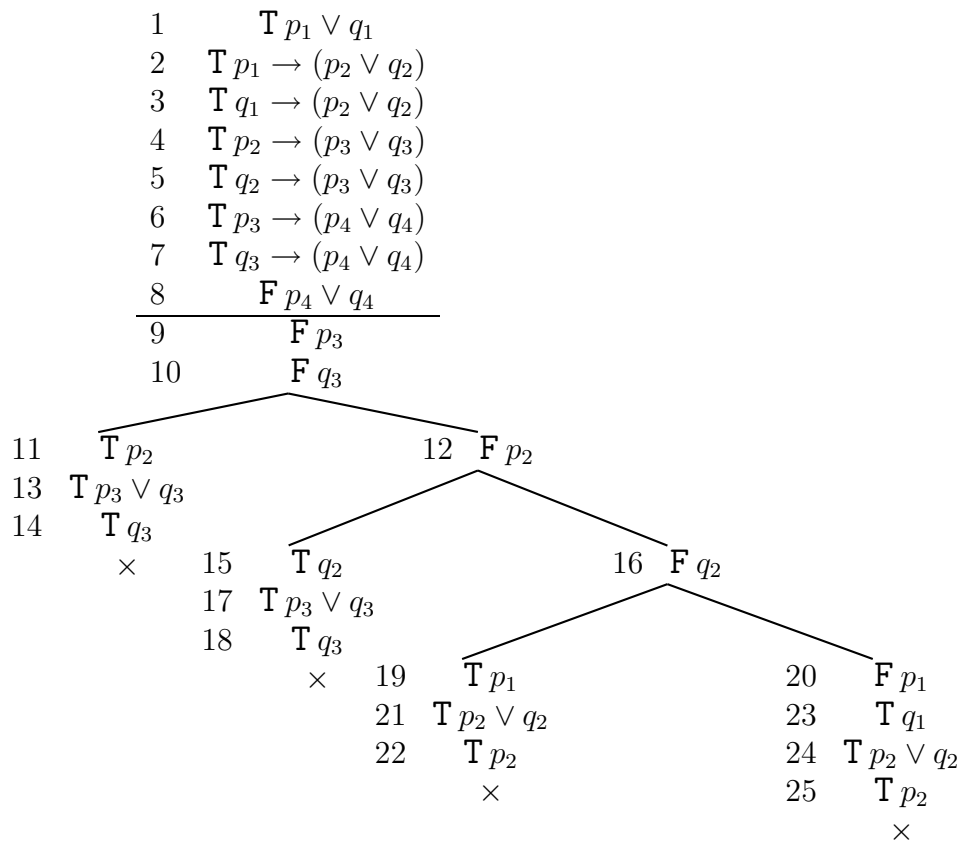 1 T p₁ ∨ q₁
2 T p₁ → (p₂ ∨ q₂)
3 T q₁ → (p₂ ∨ q₂)
4 T p₂ → (p₃ ∨ q₃)
5 T q₂ → (p₃ ∨ q₃)
6 T p₃ → (p₄ ∨ q₄)
7 T q₃ → (p₄ ∨ q₄)
8 F p₄ ∨ q₄
9 F p₃
10 F q₃
11 T p₂
12 F p₂
13 T p₃ ∨ q₃
14 T q₃
×
15 T q₂
16 F q₂
17 T p₃ ∨ q₃
18 T q₃
×
19 T p₁
20 F p₁
21 T p₂ ∨ q₂
23 T q₁
22 T p₂
24 T p₂ ∨ q₂
×
25 T p₂
×